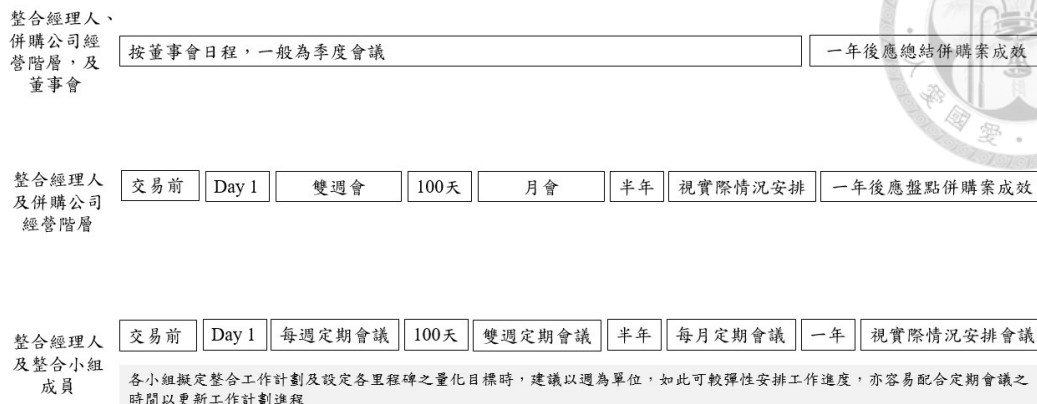 整合經理人、
併購公司經
營階層，及
董事會
按董事會日程，一般為季度會議
一年後應總結併購案成效
愛國愛
整合經理人
及併購公司
經營階層
交易前 Day 1 雙週會 100天 月會 半年 視實際情況安排 一年後應盤點併購案成效
整合經理人
及整合小組
成員
交易前 Day 1 每週定期會議 100天 雙週定期會議 半年 每月定期會議 一年 視實際情況安排會議
各小組擬定整合工作計劃及設定各里程碑之量化目標時，建議以週為單位，如此可較彈性安排工作進度，亦容易配合定期會議之
時間以更新工作計劃進程